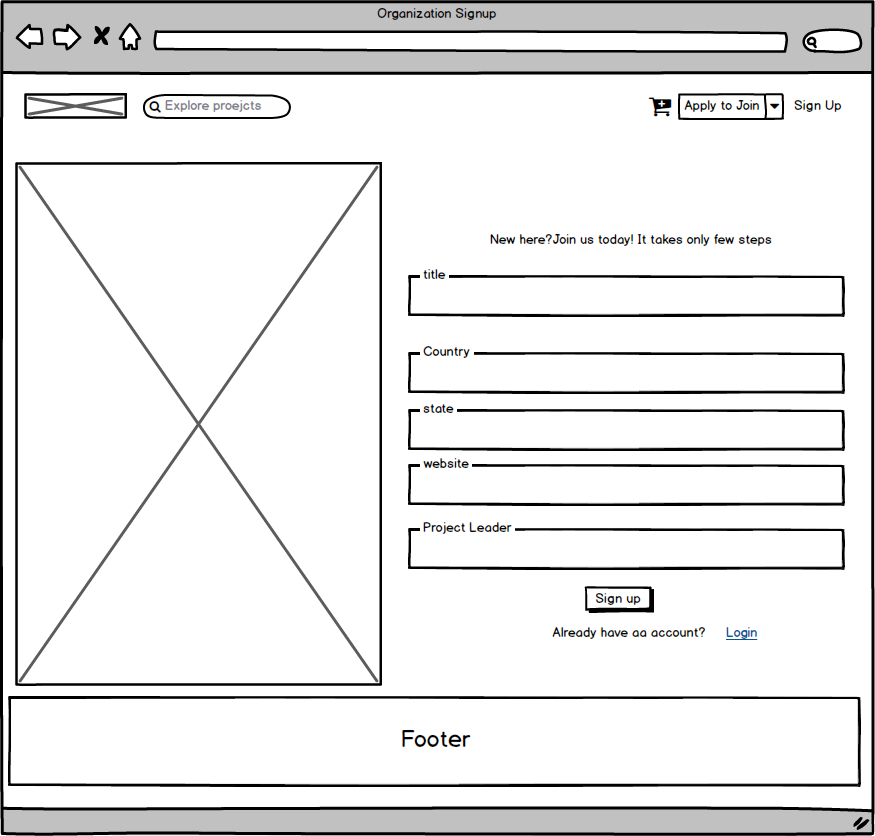 Organization Signup
Explore proejcts
Apply to Join
Sign Up
New here?Join us today! It takes only few steps
title
Country
state
website
Project Leader
Sign up
Already have aa account? Login
Footer